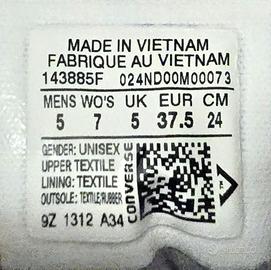 MADE IN VIETNAM
FABRIQUE AU VIETNAM
143885F 024ND00M00073
MENS WO'S UK EUR CM
5 7 5 37.5 24
GENDER: UNISEX
UPPER TEXTILE
LINING: TEXTILE
OUTSOLE: TEXTILE/RUBBER
9Z 1312 A34
CONVERSE